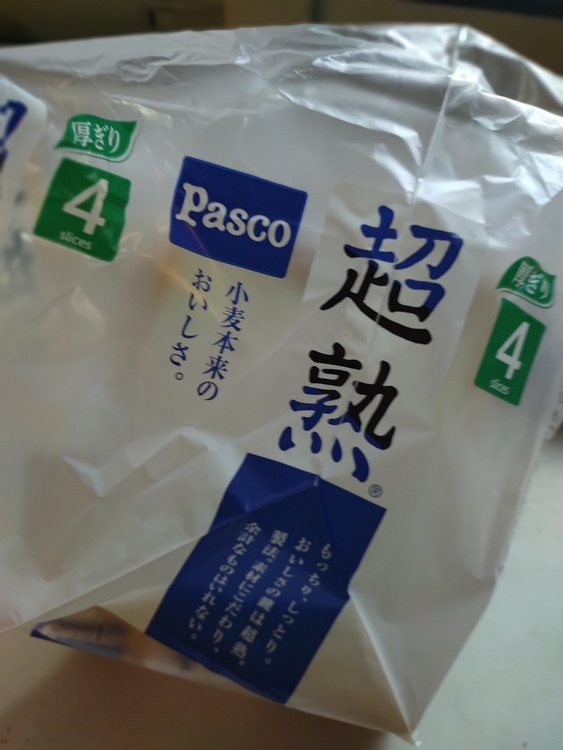 厚ぎり
4
slices
Pasco
小麦本来の
おいしさ。
超熟®
もっちり、しっとり。
おいしさの鍵は超熟
製法。素材にこだわり、
余計なものはいれない。
厚ぎり
4
slices